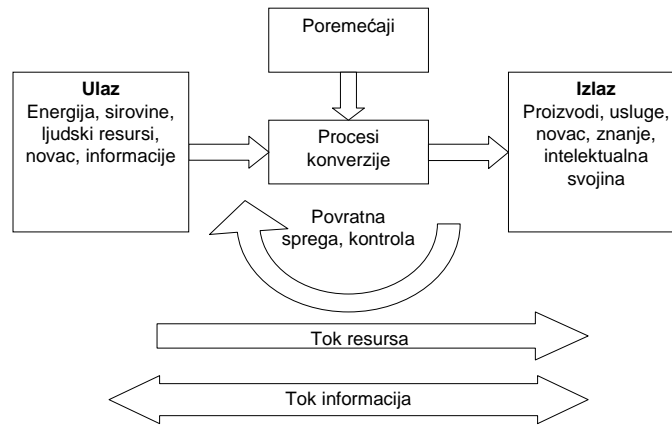 Poremećaji
Ulaz
Energija, sirovine,
ljudski resursi,
novac, informacije
Procesi
konverzije
Izlaz
Proizvodi, usluge,
novac, znanje,
intelektualna
svojina
Povratna
sprega, kontrola
Tok resursa
Tok informacija